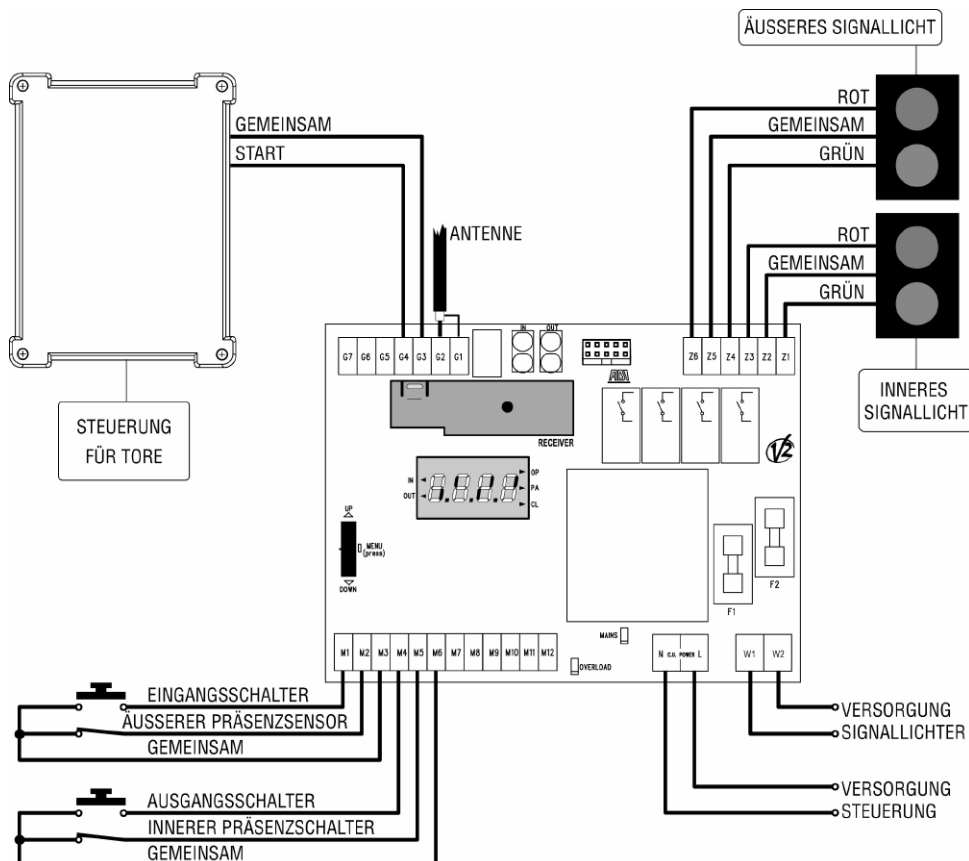 ÄUSSERES SIGNALLICHT
ROT
GEMEINSAM
GRÜN
GEMEINSAM
START
ANTENNE
ROT
GEMEINSAM
GRÜN
STEUERUNG
FÜR TORE
INNERES
SIGNALLICHT
IN OUT
G7 G6 G5 G4 G3 G2 G1
Z6 Z5 Z4 Z3 Z2 Z1
RECEIVER
V2
IN
OUT
OP
PA
CL
UP
MENU
(press)
DOWN
F1
F2
MAINS
OVERLOAD
M1 M2 M3 M4 M5 M6 M7 M8 M9 M10 M11 M12
N C.U. POWER L
W1 W2
EINGANGSSCHALTER
ÄUSSERER PRÄSENZSENSOR
GEMEINSAM
VERSORGUNG
SIGNALLICHTER
AUSGANGSSCHALTER
INNERER PRÄSENZSCHALTER
GEMEINSAM
VERSORGUNG
STEUERUNG